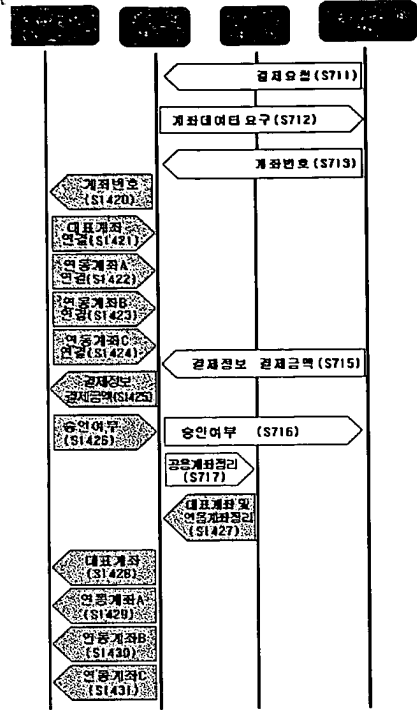 결제요청(S711)
계좌데이터 요구(S712)
계좌번호(S713)
계좌번호
(S1420)
대표계좌
연결(S1421)
연동계좌A
연결(S1422)
연동계좌B
연결(S1423)
연동계좌C
연결(S1424)
결제정보 결제금액(S715)
결제정보
결제금액(S1425)
승인여부
(S1426)
승인여부 (S716)
공용계좌정리
(S717)
대표계좌 및
연동계좌정리
(S1427)
대표계좌
(S1428)
연동계좌A
(S1429)
연동계좌B
(S1430)
연동계좌C
(S1431)